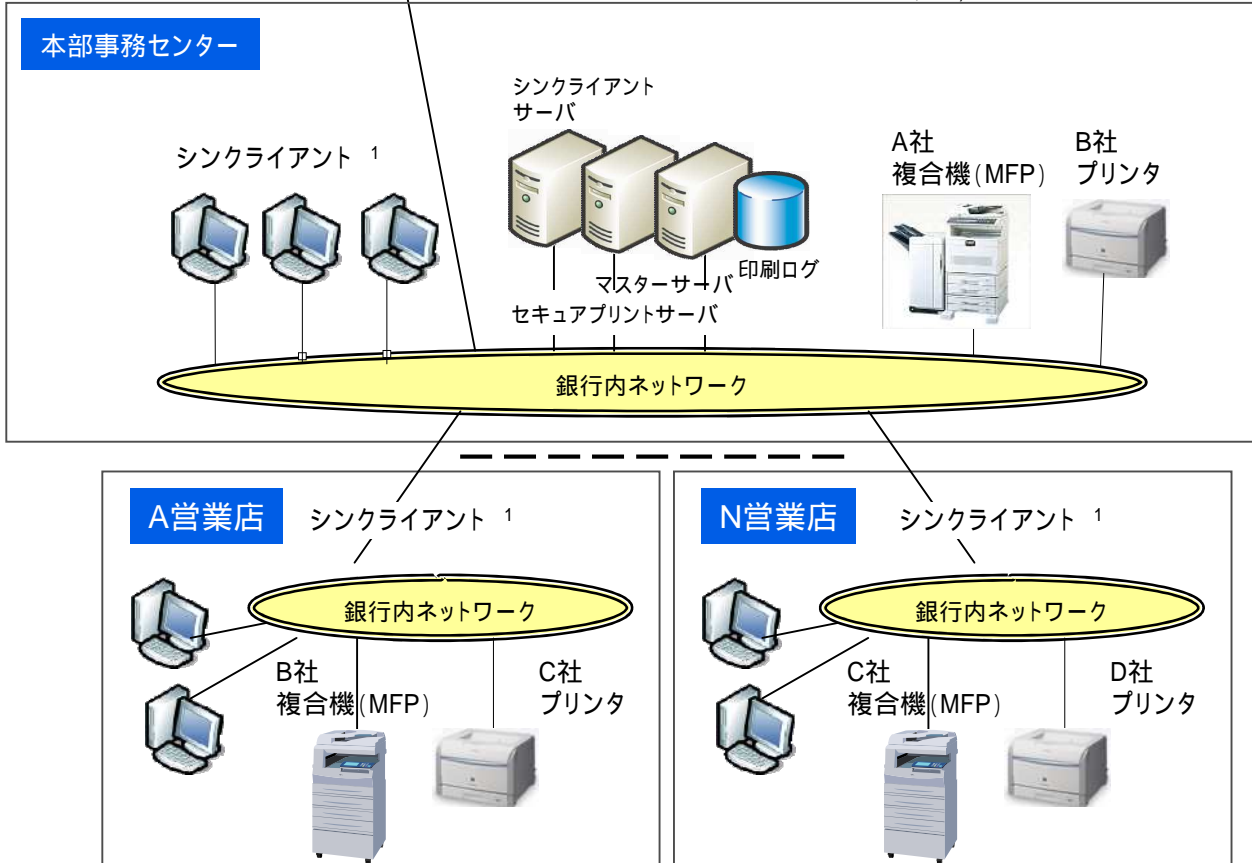 本部事務センター
シンクライアント
サーバ
シンクライアント 1
A社
複合機(MFP)
B社
プリンタ
印刷ログ
マスターサーバ
セキュアプリントサーバ
銀行内ネットワーク
A営業店
シンクライアント 1
銀行内ネットワーク
B社
複合機(MFP)
C社
プリンタ
N営業店
シンクライアント 1
銀行内ネットワーク
C社
複合機(MFP)
D社
プリンタ